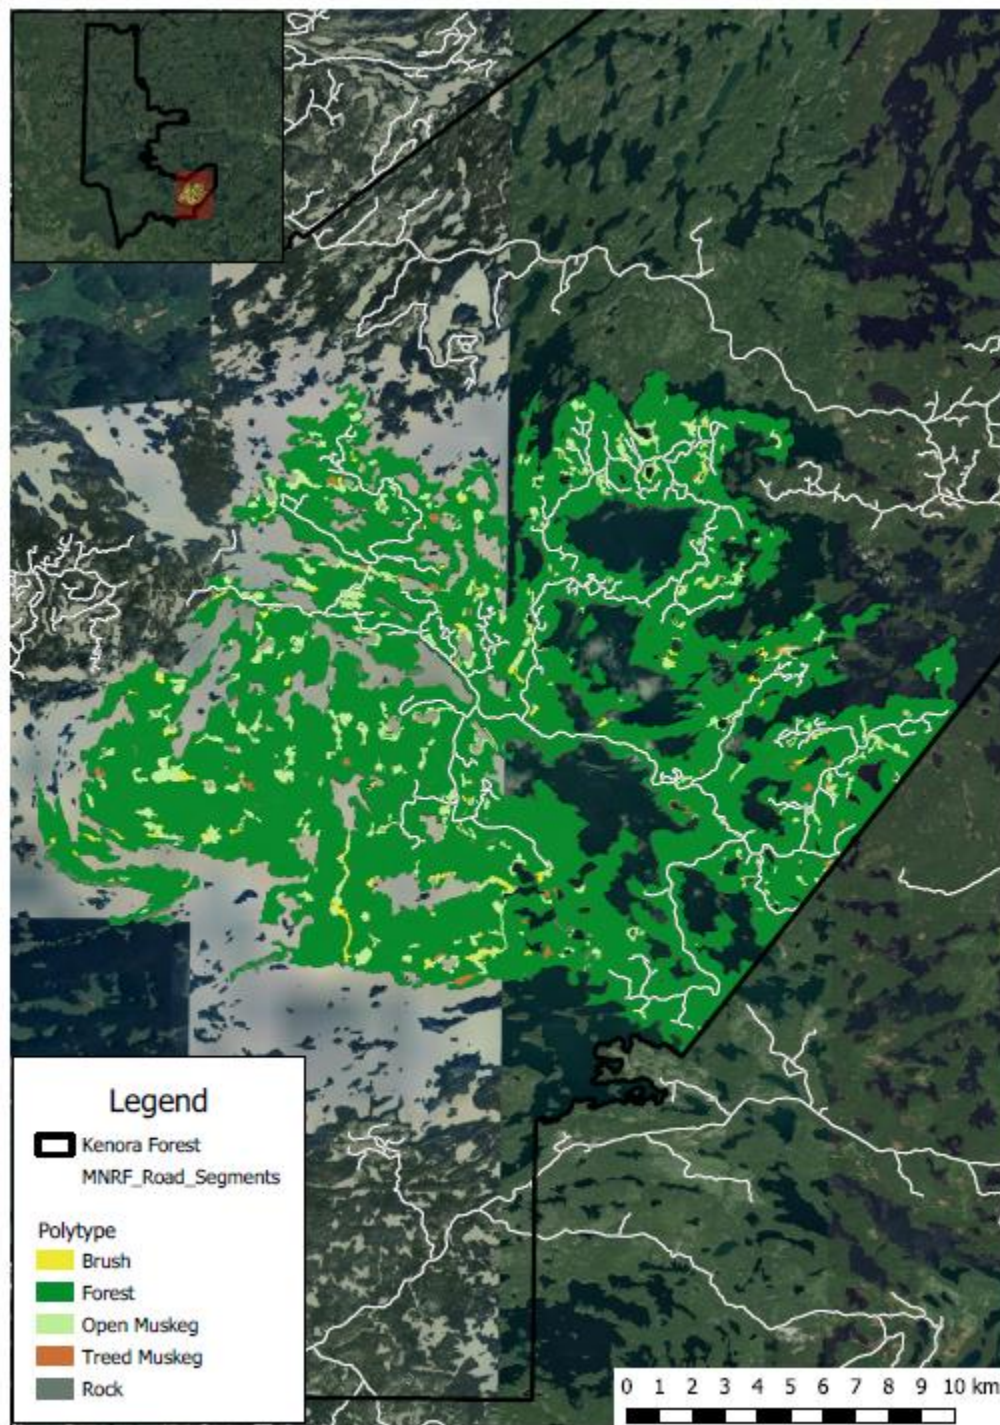 Legend
Kenora Forest
MNRF_Road_Segments
Polytype
Brush
Forest
Open Muskeg
Treed Muskeg
Rock
0 1 2 3 4 5 6 7 8 9 10 km